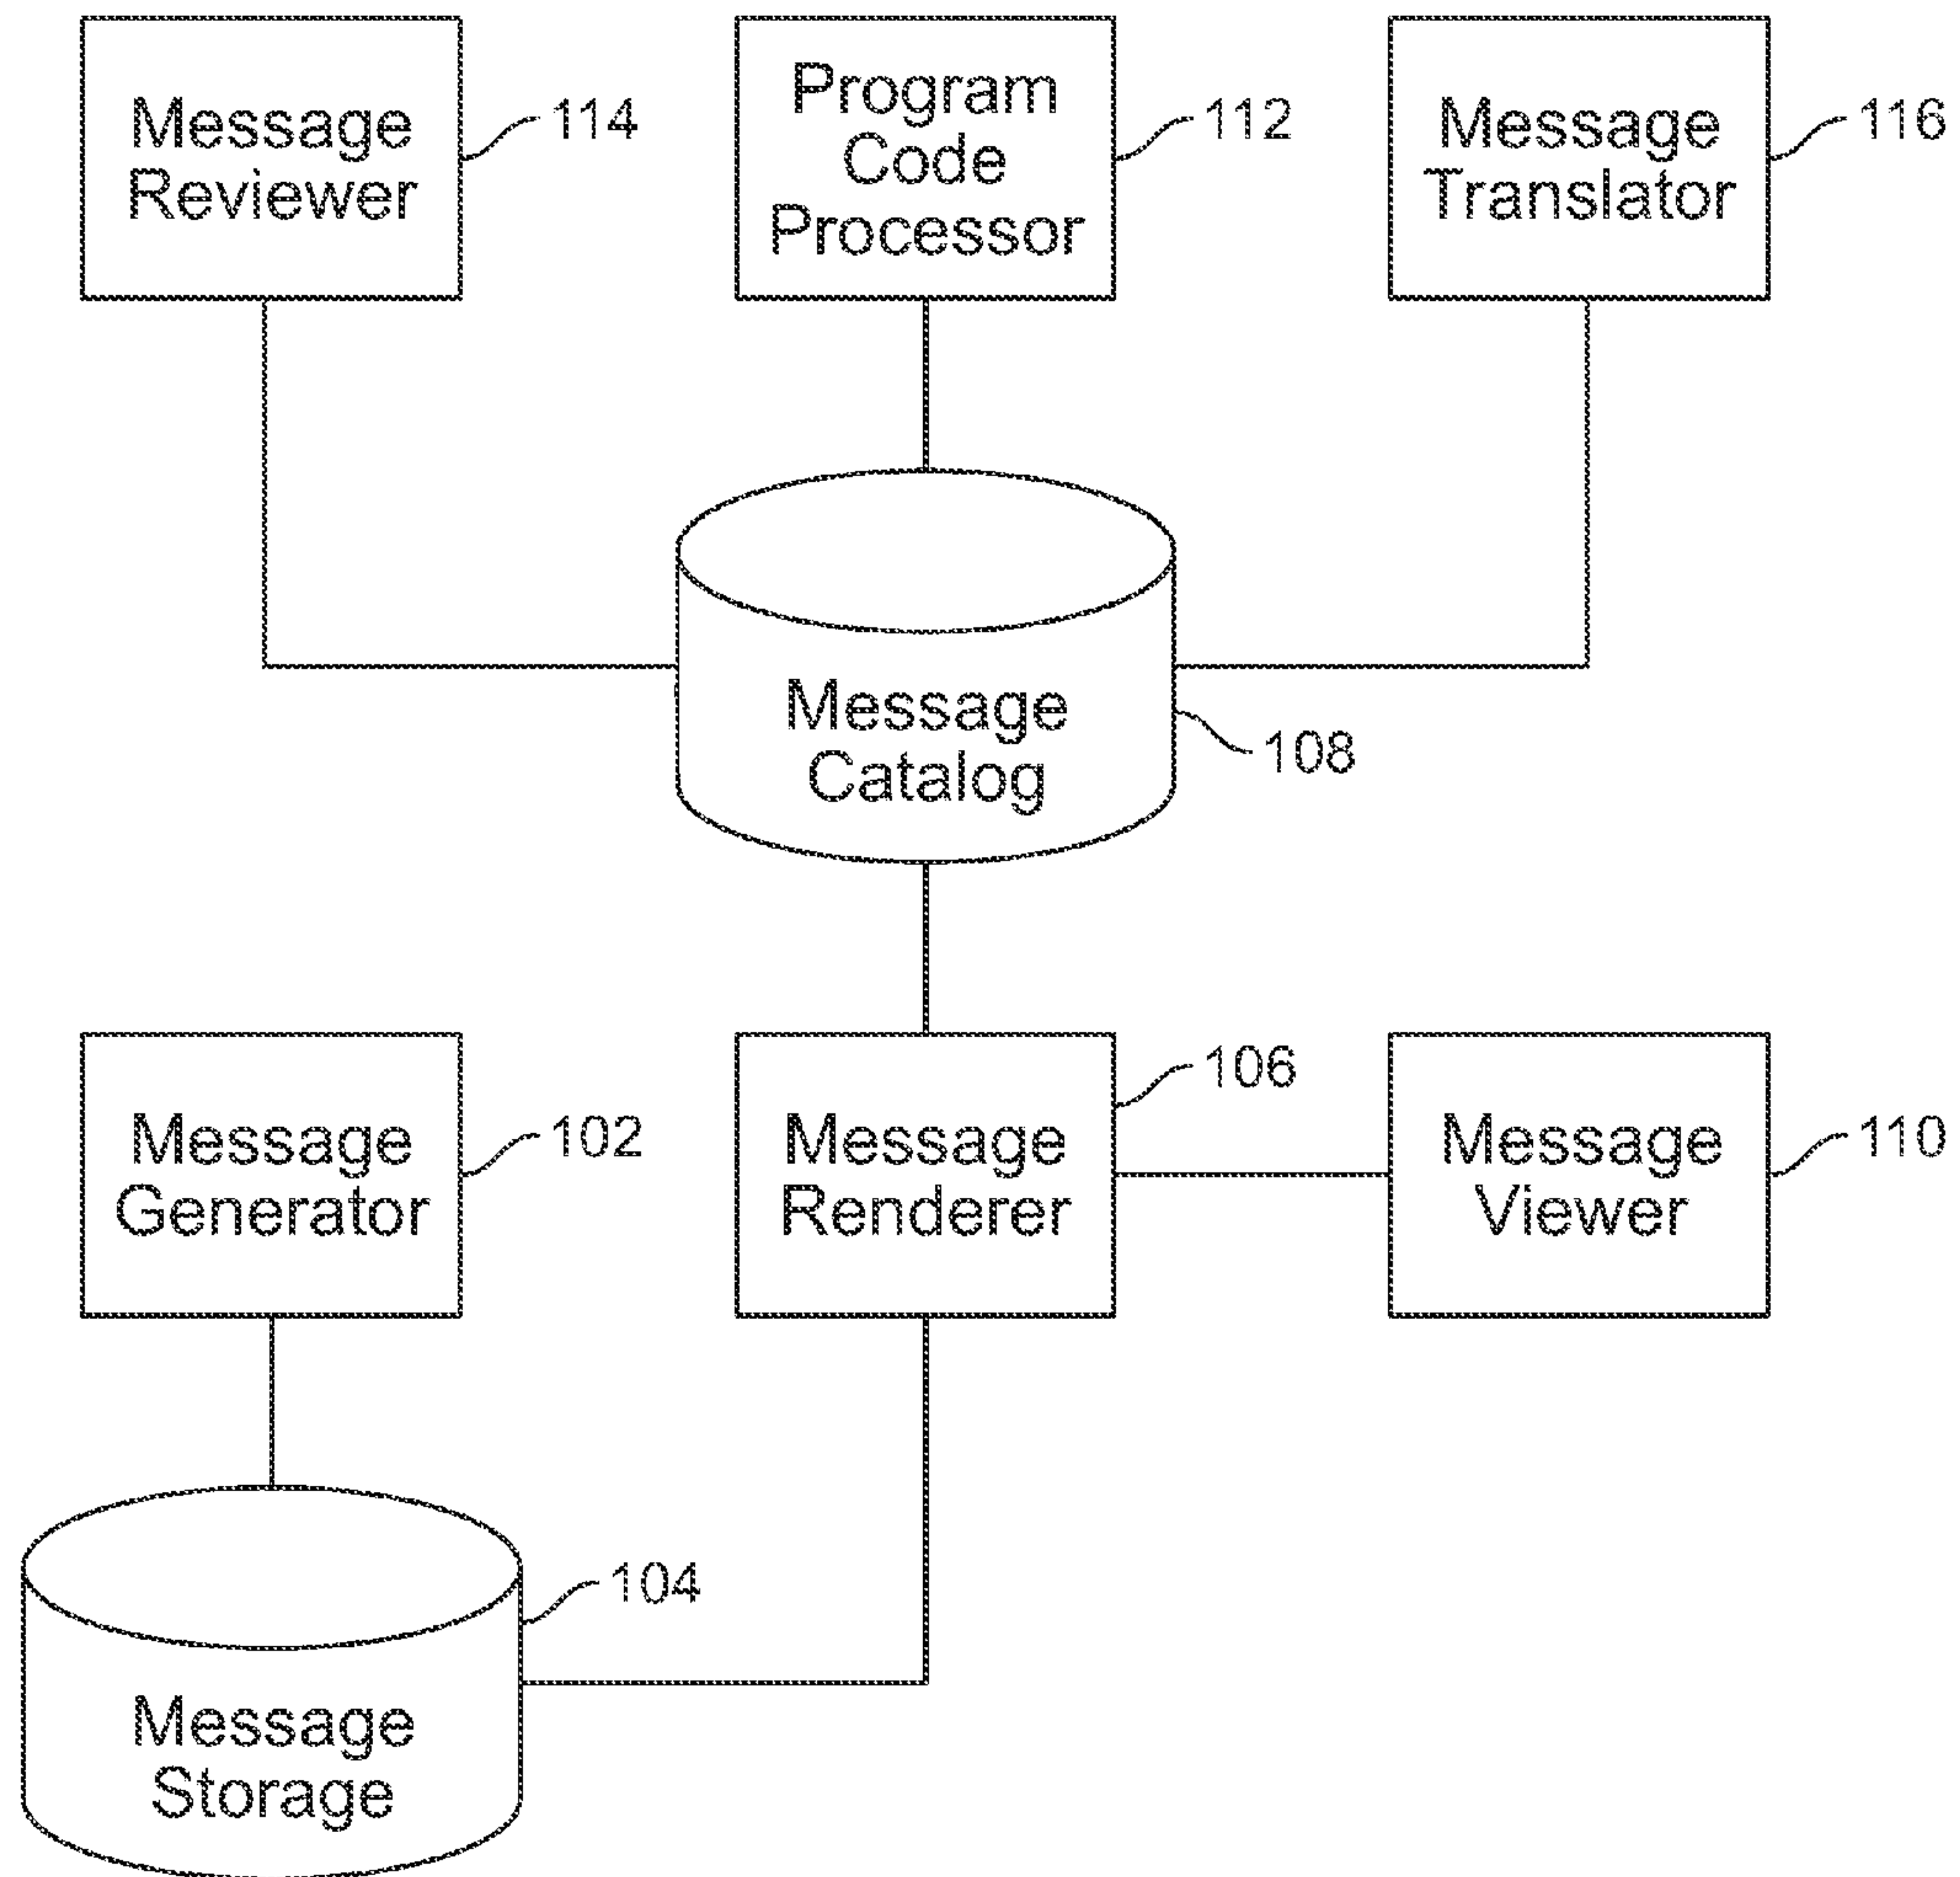 Message
Reviewer
114
Program
Code
Processor
112
Message
Translator
116
Message
Catalog
108
Message
Generator
102
Message
Renderer
106
Message
Viewer
110
Message
Storage
104